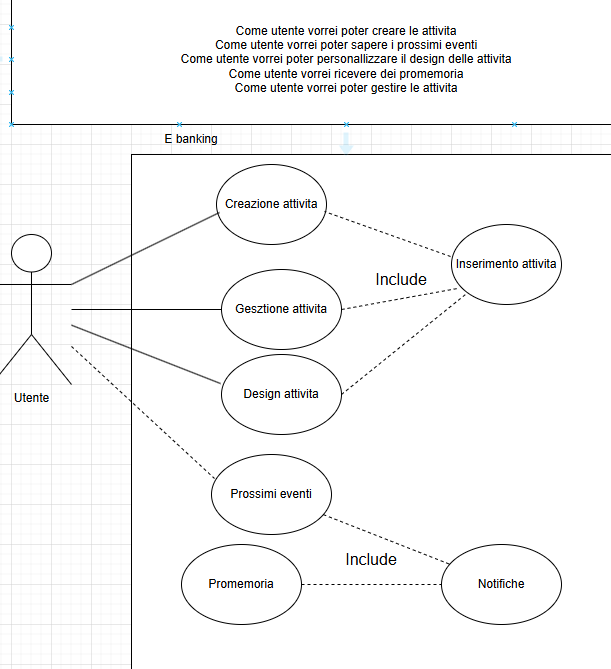 Come utente vorrei poter creare le attivita
Come utente vorrei poter sapere i prossimi eventi
Come utente vorrei poter personallizzare il design delle attivita
Come utente vorrei ricevere dei promemoria
Come utente vorrei poter gestire le attivita
E banking
Creazione attivita
Inserimento attivita
Include
Gesztione attivita
Design attivita
Utente
Prossimi eventi
Include
Promemoria
Notifiche